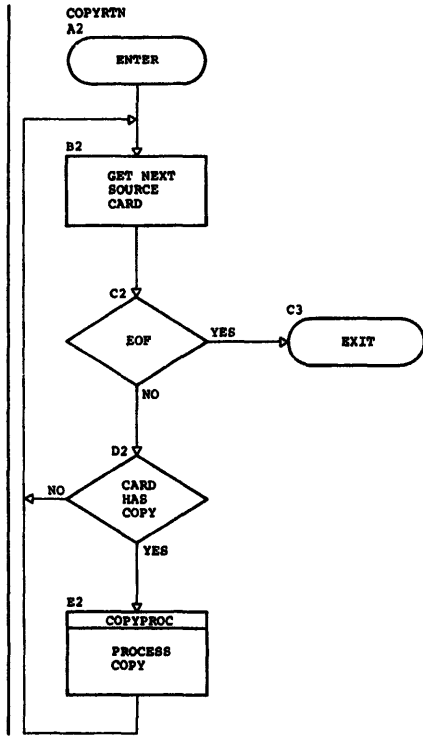 COPYRTN
A2
ENTER
B2
GET NEXT
SOURCE
CARD
C2
EOF
YES
C3
EXIT
NO
D2
CARD
HAS
COPY
NO
YES
E2
COPYPROC
PROCESS
COPY